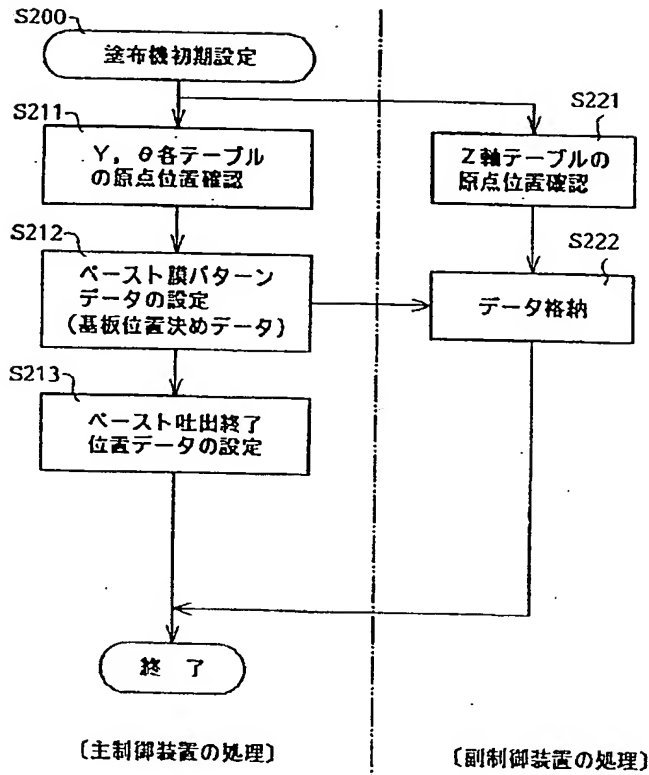 S200
塗布機初期設定
S211
Y，θ各テーブル
の原点位置確認
S221
Z軸テーブルの
原点位置確認
S212
ペースト膜パターン
データの設定
(基板位置決めデータ)
S222
データ格納
S213
ペースト吐出終了
位置データの設定
終 了
〔主制御装置の処理〕
〔副制御装置の処理〕